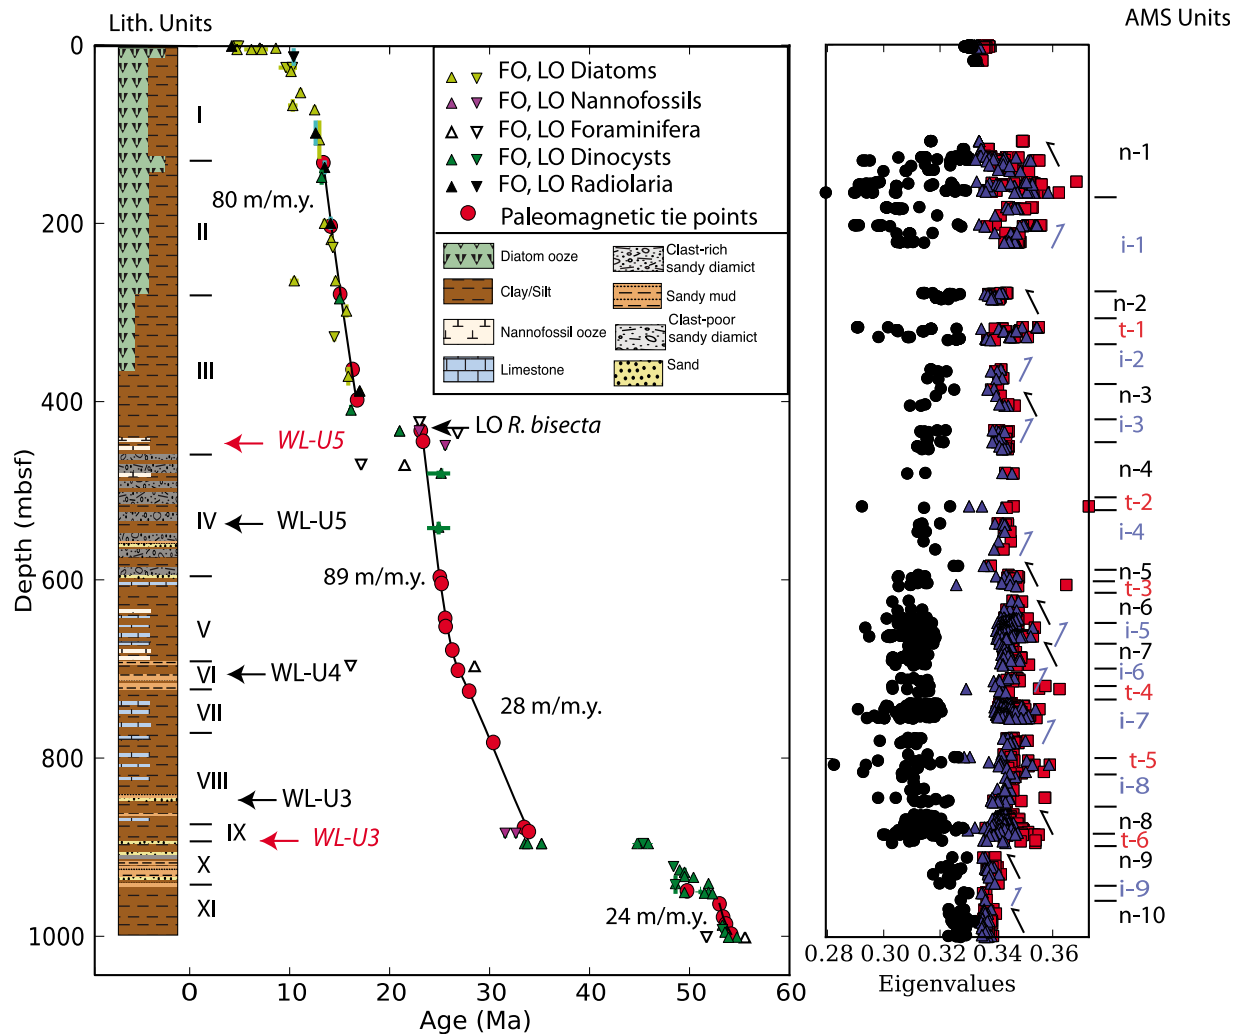 Lith. Units
AMS Units
0
200
400
600
800
1000
Depth (mbsf)
I
II
III
IV
V
VI
VII
VIII
IX
X
XI
80 m/m.y.
FO, LO Diatoms
FO, LO Nannofossils
FO, LO Foraminifera
FO, LO Dinocysts
FO, LO Radiolaria
Paleomagnetic tie points
Diatom ooze
Clay/Silt
Nannofossil ooze
Limestone
Clast-rich
sandy diamict
Sandy mud
Clast-poor
sandy diamict
Sand
WL-U5
LO R. bisecta
WL-U5
89 m/m.y.
WL-U4
28 m/m.y.
WL-U3
WL-U3
24 m/m.y.
0
10
20
30
40
50
60
Age (Ma)
n-1
i-1
n-2
t-1
i-2
n-3
i-3
n-4
t-2
i-4
n-5
t-3
n-6
i-5
n-7
i-6
t-4
i-7
t-5
i-8
n-8
t-6
n-9
i-9
n-10
0.28
0.30
0.32
0.34
0.36
Eigenvalues